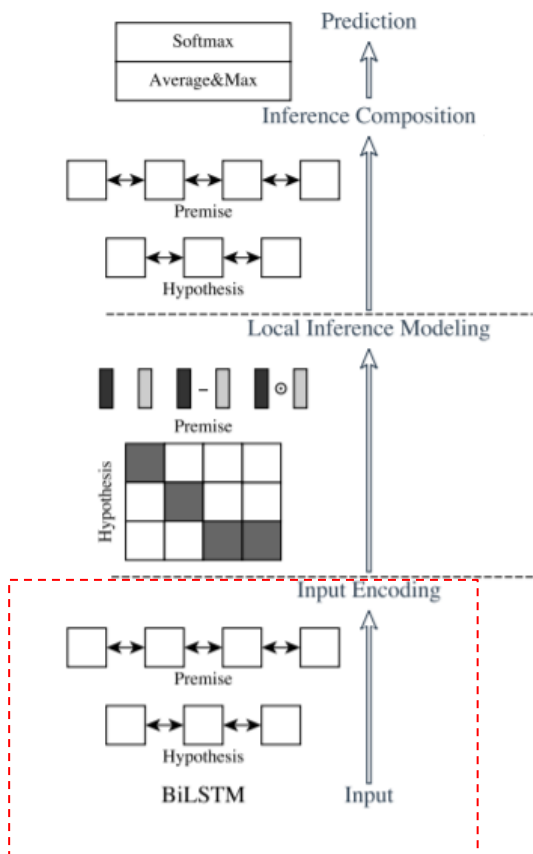 Prediction
Softmax
Average&Max
Inference Composition
Premise
Hypothesis
Local Inference Modeling
−
⊙
Premise
Hypothesis
Input Encoding
Premise
Hypothesis
BiLSTM
Input